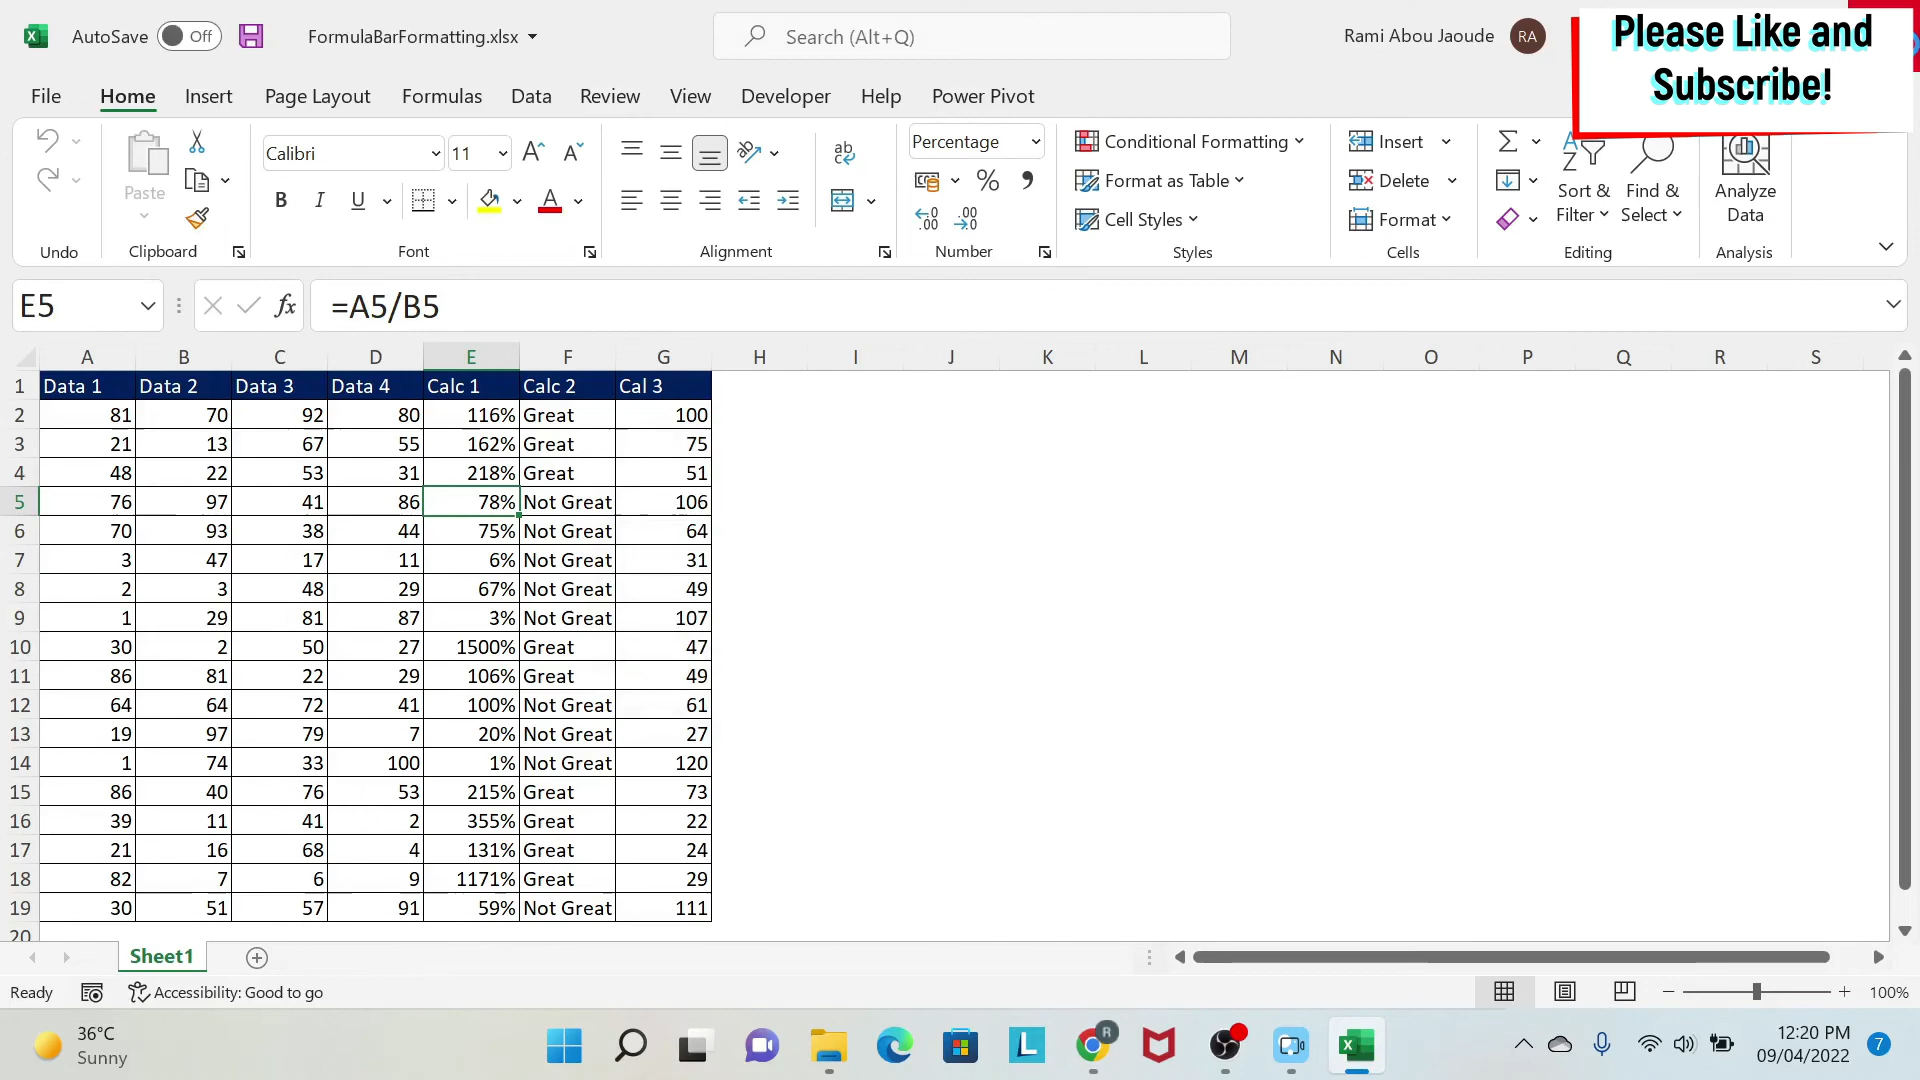 AutoSave Off FormulaBarFormatting.xlsx Search (Alt+Q) Rami Abou Jaoude RA
Please Like and
Subscribe!
File Home Insert Page Layout Formulas Data Review View Developer Help Power Pivot
Paste
Calibri 11
B I U
ab
Percentage
Conditional Formatting
Format as Table
Cell Styles
Insert
Delete
Format
Sort &
Filter
Find &
Select
Analyze
Data
Undo Clipboard Font Alignment Number Styles Cells Editing Analysis
E5 fx =A5/B5
A B C D E F G H I J K L M N O P Q R S
1 Data 1 Data 2 Data 3 Data 4 Calc 1 Calc 2 Cal 3
2 81 70 92 80 116% Great 100
3 21 13 67 55 162% Great 75
4 48 22 53 31 218% Great 51
5 76 97 41 86 78% Not Great 106
6 70 93 38 44 75% Not Great 64
7 3 47 17 11 6% Not Great 31
8 2 3 48 29 67% Not Great 49
9 1 29 81 87 3% Not Great 107
10 30 2 50 27 1500% Great 47
11 86 81 22 29 106% Great 49
12 64 64 72 41 100% Not Great 61
13 19 97 79 7 20% Not Great 27
14 1 74 33 100 1% Not Great 120
15 86 40 76 53 215% Great 73
16 39 11 41 2 355% Great 22
17 21 16 68 4 131% Great 24
18 82 7 6 9 1171% Great 29
19 30 51 57 91 59% Not Great 111
20
Sheet1
Ready Accessibility: Good to go 100%
36°C
Sunny
12:20 PM
09/04/2022
7